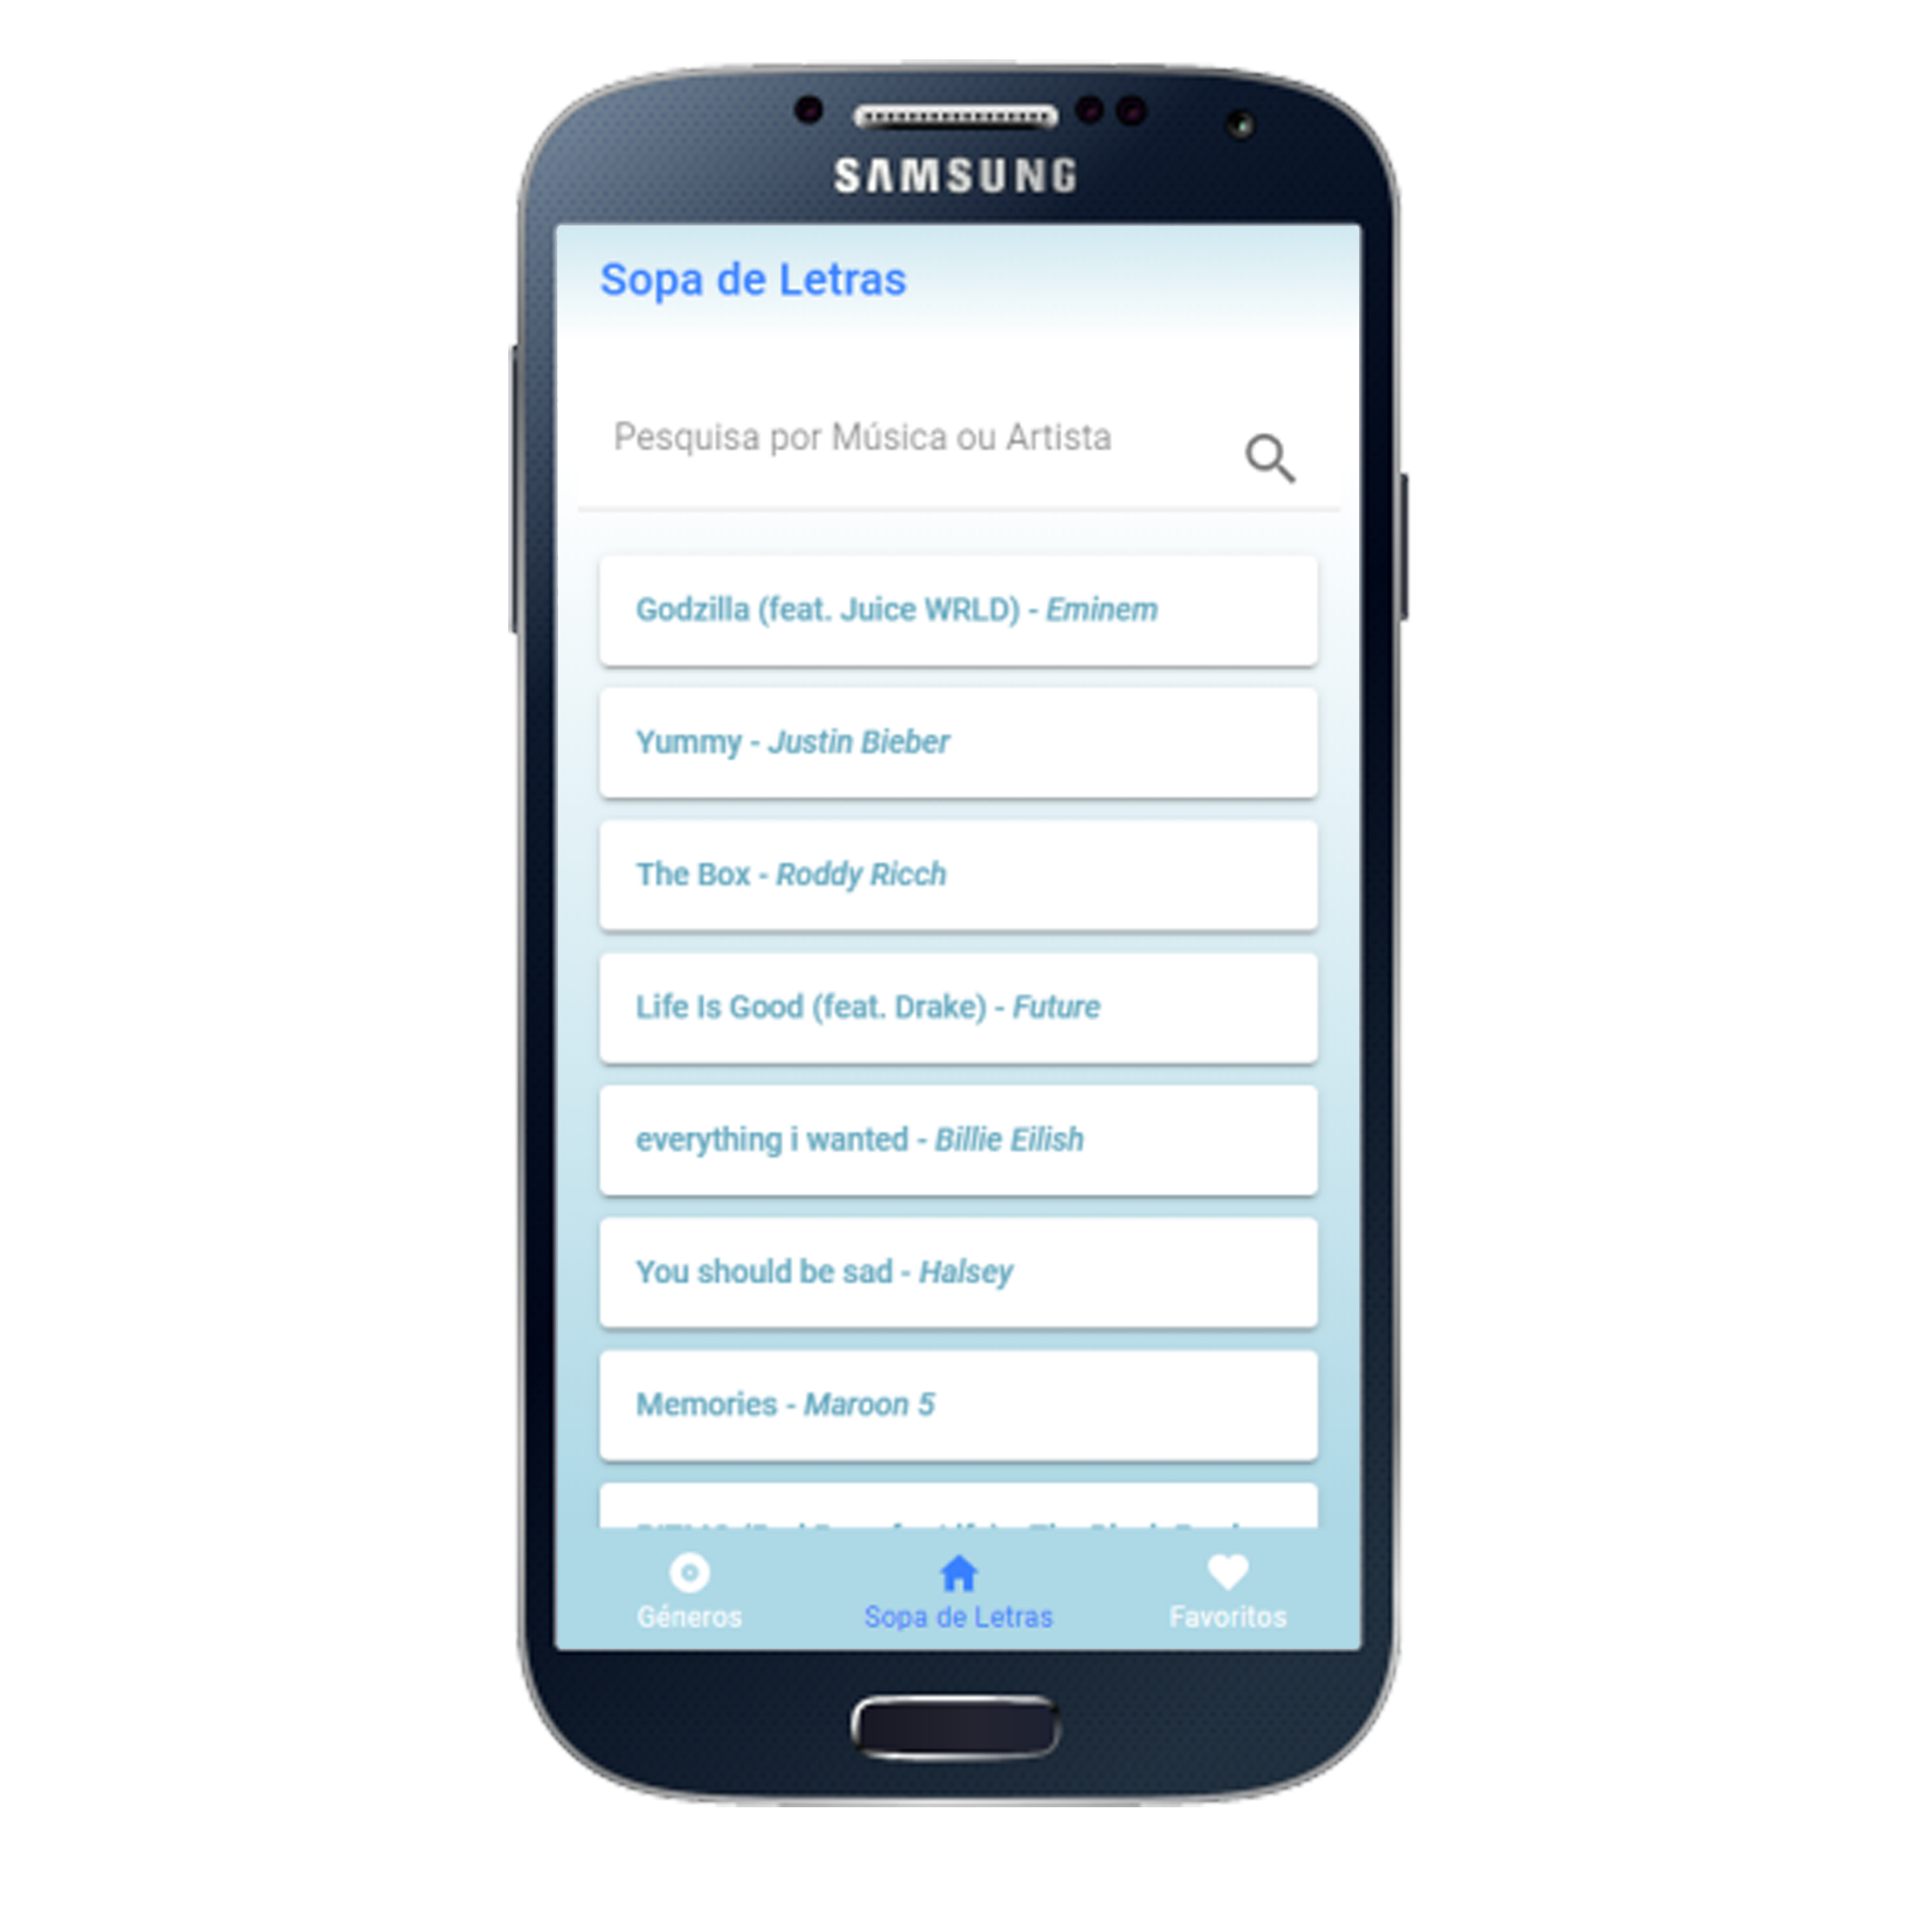 SAMSUNG
Sopa de Letras
Pesquisa por Música ou Artista
Godzilla (feat. Juice WRLD) - Eminem
Yummy - Justin Bieber
The Box - Roddy Ricch
Life Is Good (feat. Drake) - Future
everything i wanted - Billie Eilish
You should be sad - Halsey
Memories - Maroon 5
Géneros
Sopa de Letras
Favoritos